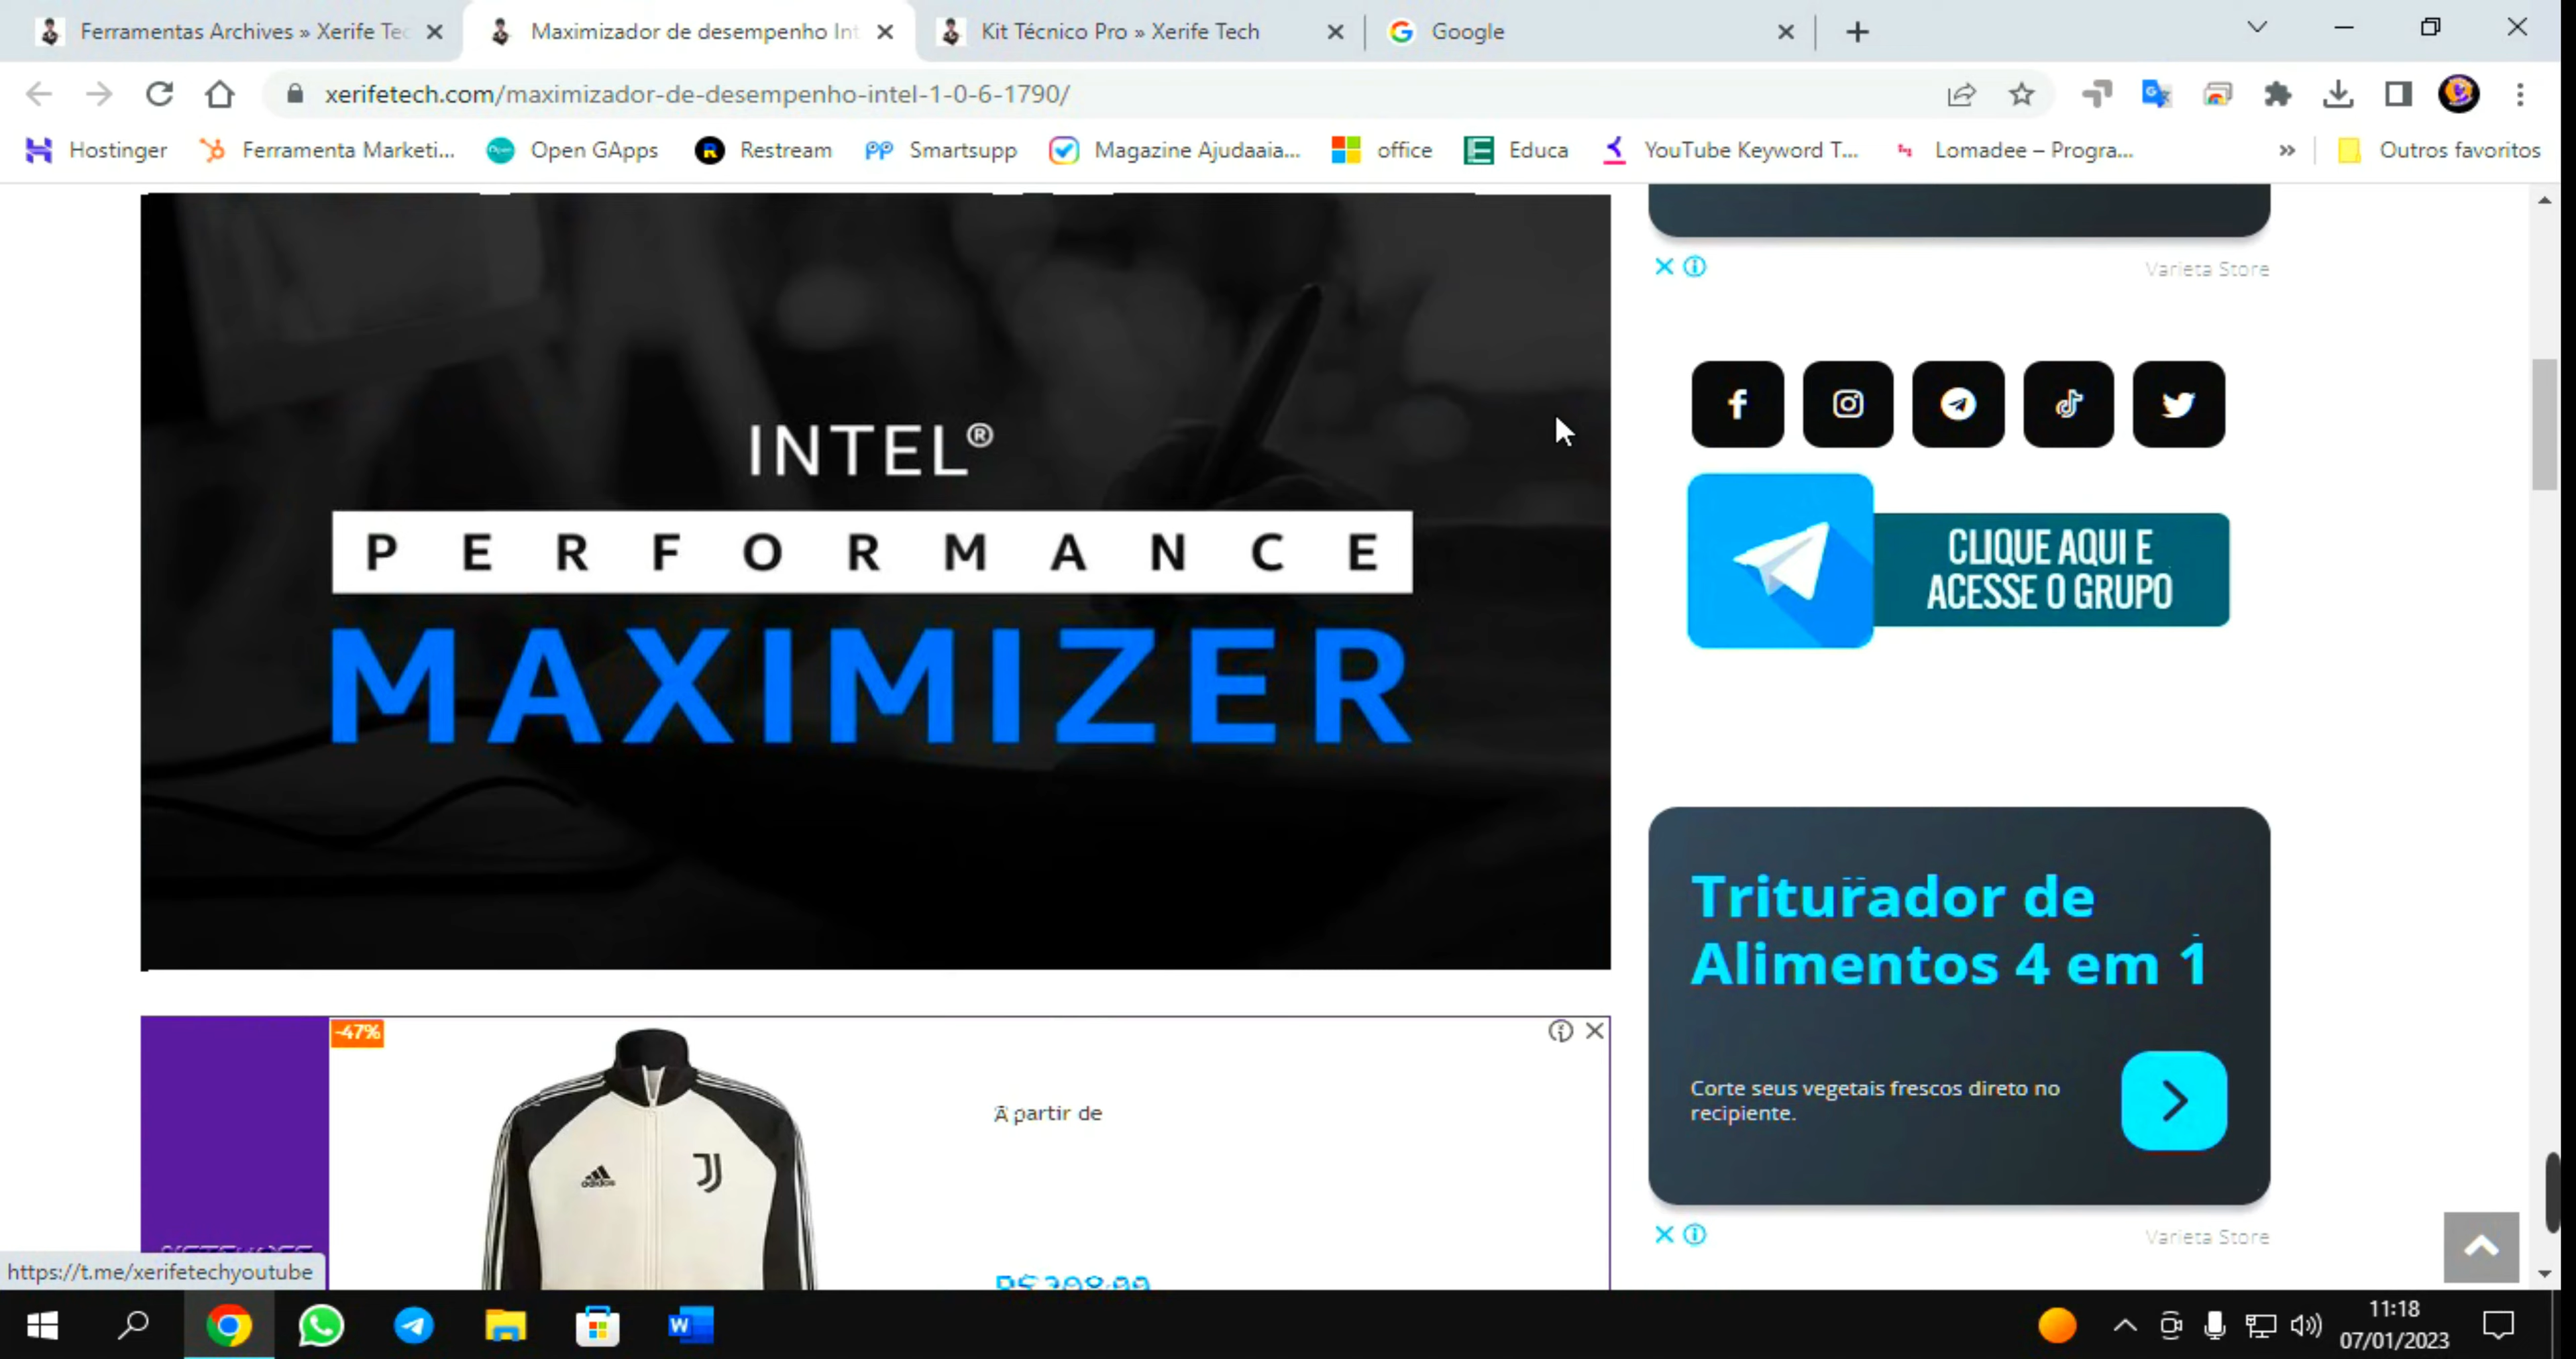 Ferramentas Archives » Xerife Tec
Maximizador de desempenho Int
Kit Técnico Pro » Xerife Tech
Google
xerifetech.com/maximizador-de-desempenho-intel-1-0-6-1790/
Hostinger
Ferramenta Marketi...
Open GApps
Restream
Smartsupp
Magazine Ajudaaia...
office
Educa
YouTube Keyword T...
Lomadee – Progra...
»
Outros favoritos
INTEL®
PERFORMANCE
MAXIMIZER
Varieta Store
CLIQUE AQUI E
ACESSE O GRUPO
Triturador de
Alimentos 4 em 1
Corte seus vegetais frescos direto no
recipiente.
Varieta Store
-47%
adidas
A partir de
https://t.me/xerifetechyoutube
11:18
07/01/2023